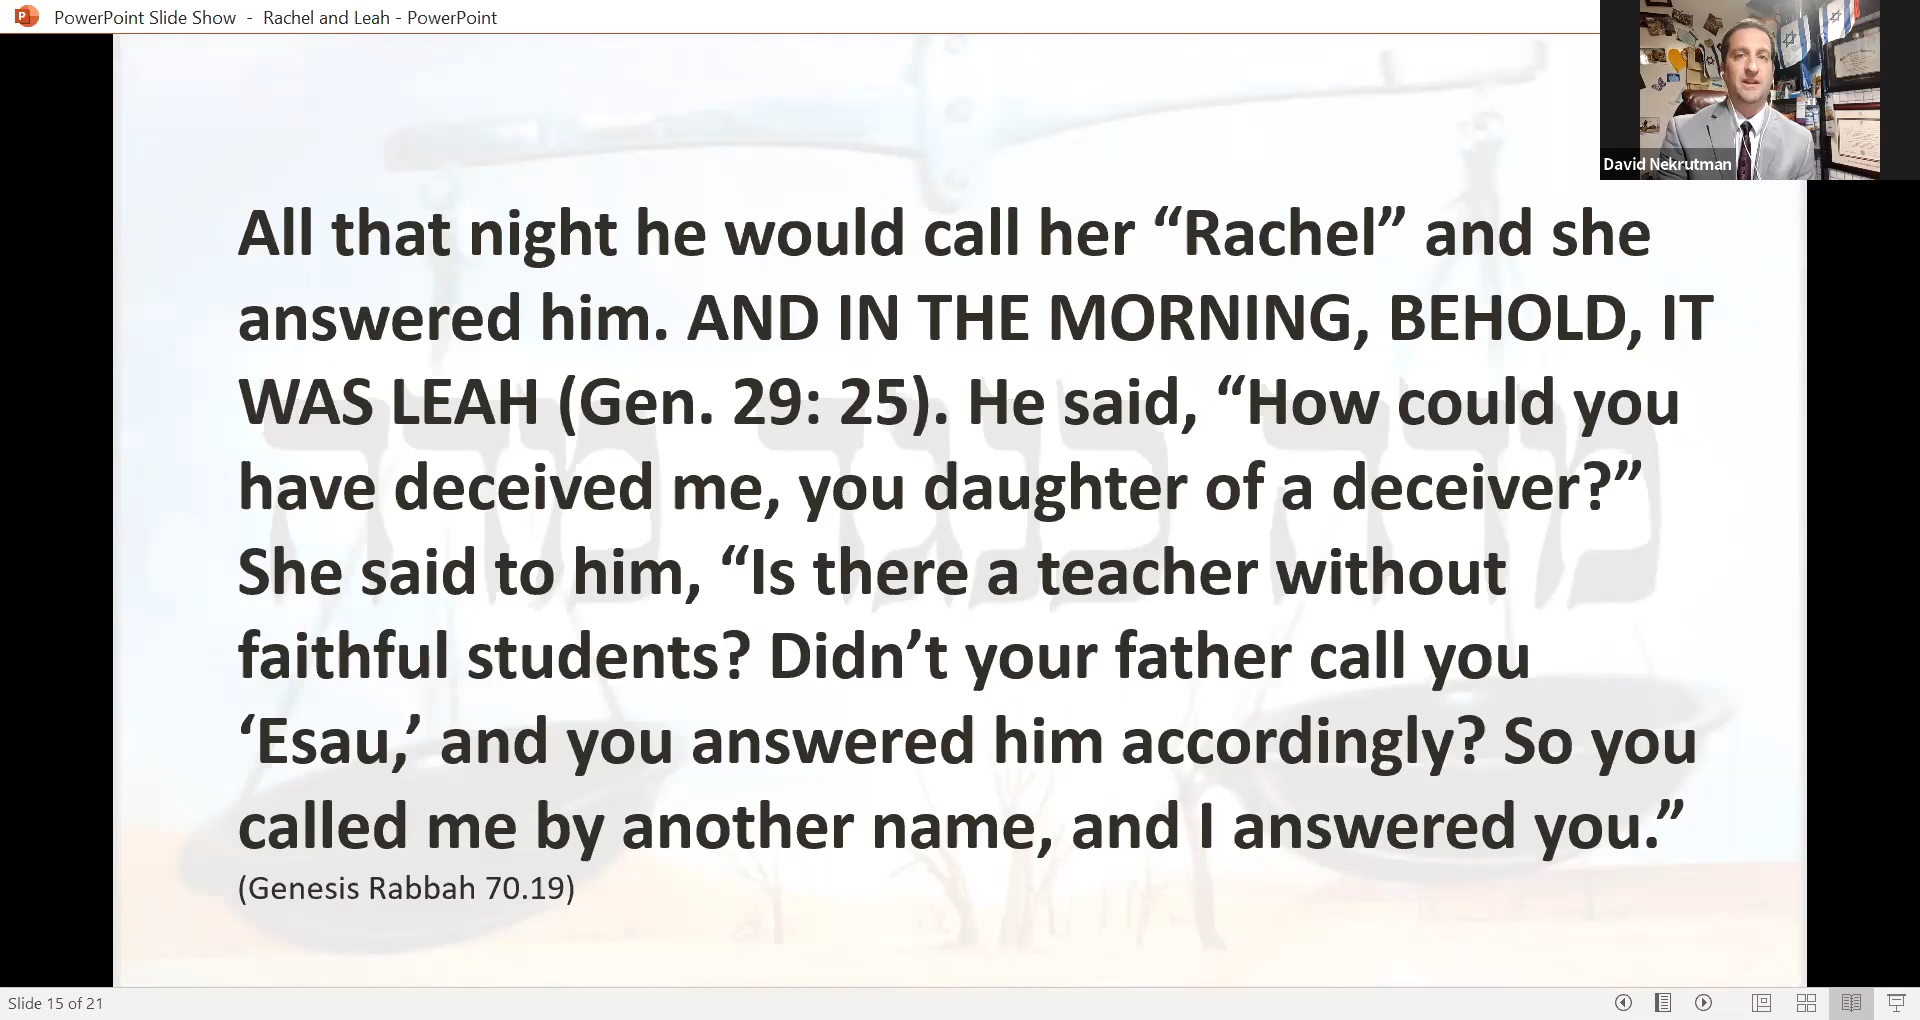 PowerPoint Slide Show - Rachel and Leah - PowerPoint
David Nekrutman
All that night he would call her “Rachel” and she
answered him. AND IN THE MORNING, BEHOLD, IT
WAS LEAH (Gen. 29: 25). He said, “How could you
have deceived me, you daughter of a deceiver?”
She said to him, “Is there a teacher without
faithful students? Didn’t your father call you
‘Esau,’ and you answered him accordingly? So you
called me by another name, and I answered you.”
(Genesis Rabbah 70.19)
מדה כנגד מדה
Slide 15 of 21